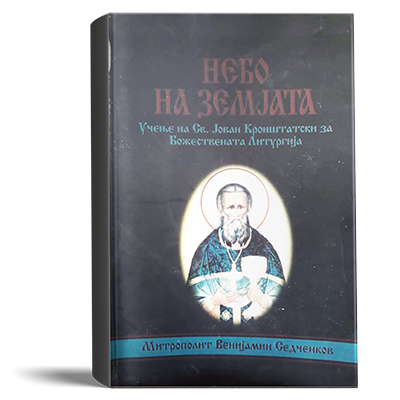 НЕБО
НА ЗЕМЈАТА
Учење на Св. Јован Кронштатски за
Божествената Литургија
Митрополит Венијамин Седченков